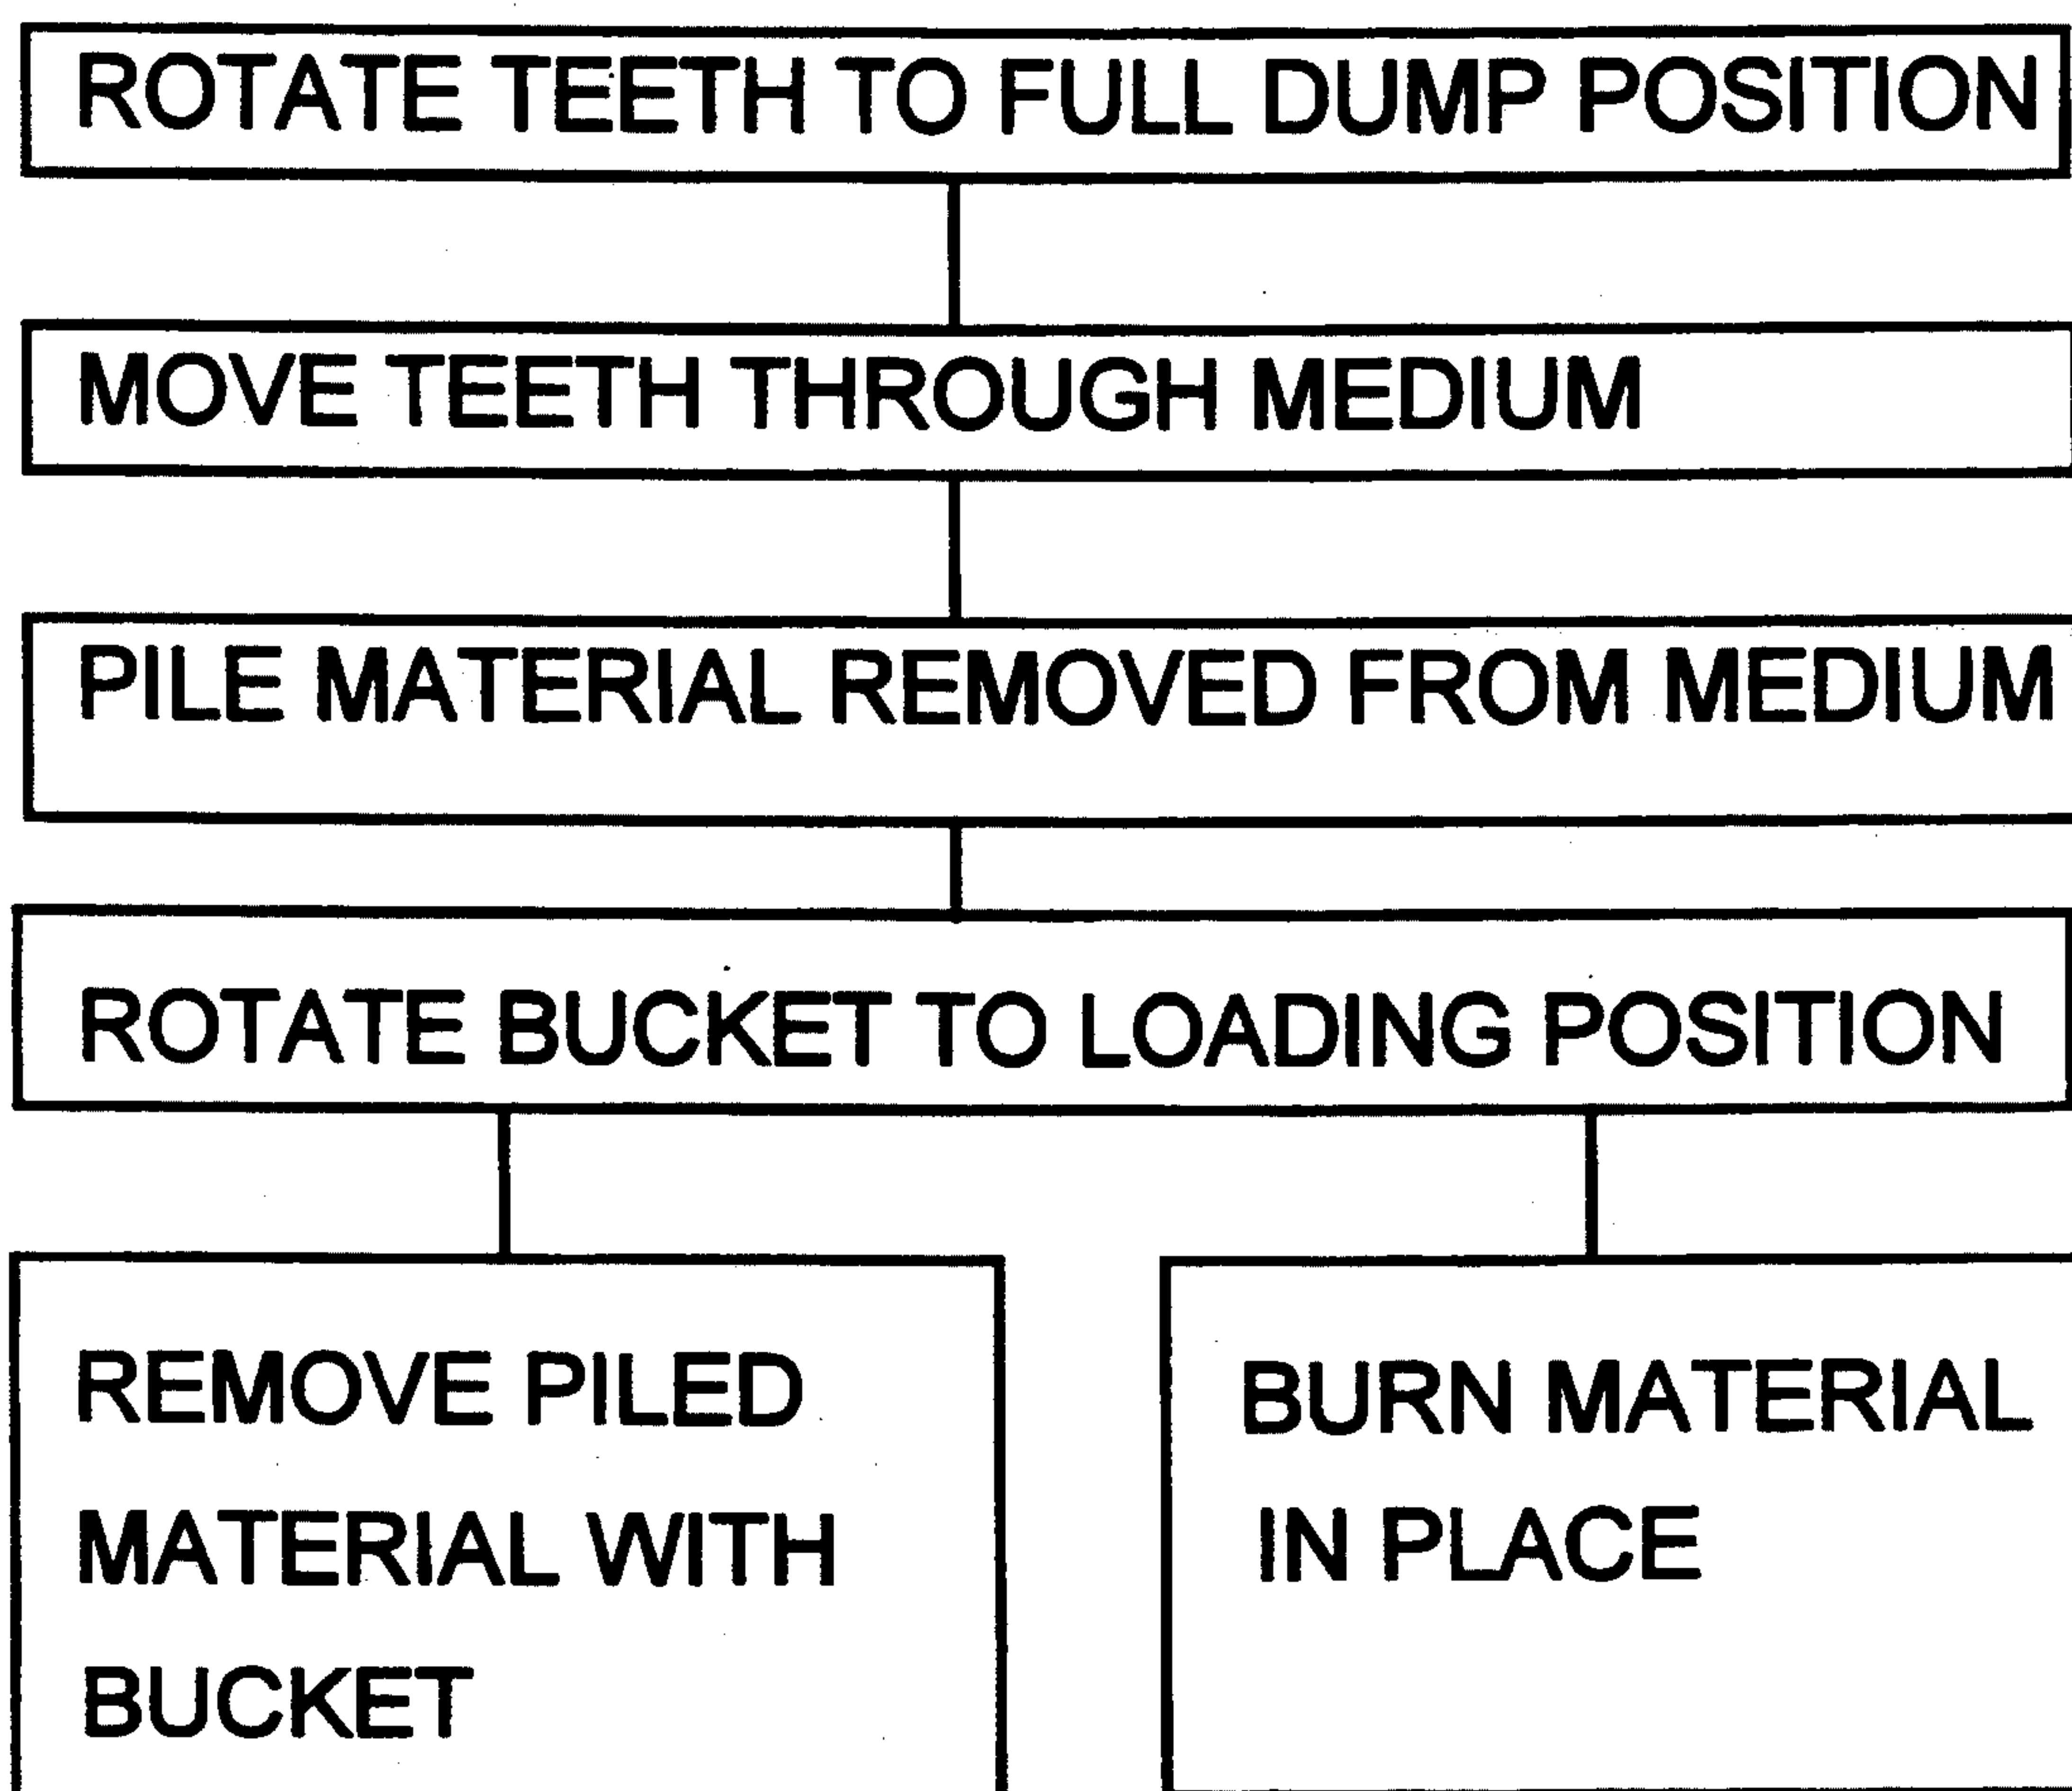 ROTATE TEETH TO FULL DUMP POSITION
MOVE TEETH THROUGH MEDIUM
PILE MATERIAL REMOVED FROM MEDIUM
ROTATE BUCKET TO LOADING POSITION
REMOVE PILED
MATERIAL WITH
BUCKET
BURN MATERIAL
IN PLACE